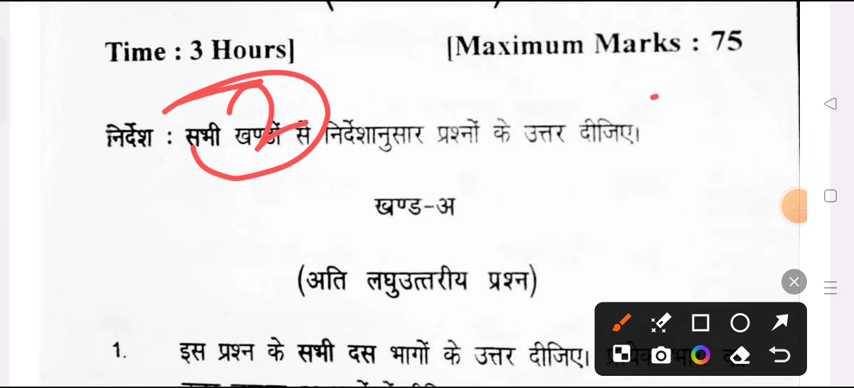 Time : 3 Hours] [Maximum Marks : 75
निर्देश : सभी खण्डों से निर्देशानुसार प्रश्नों के उत्तर दीजिए।
खण्ड-अ
(अति लघुउत्तरीय प्रश्न)
1. इस प्रश्न के सभी दस भागों के उत्तर दीजिए।